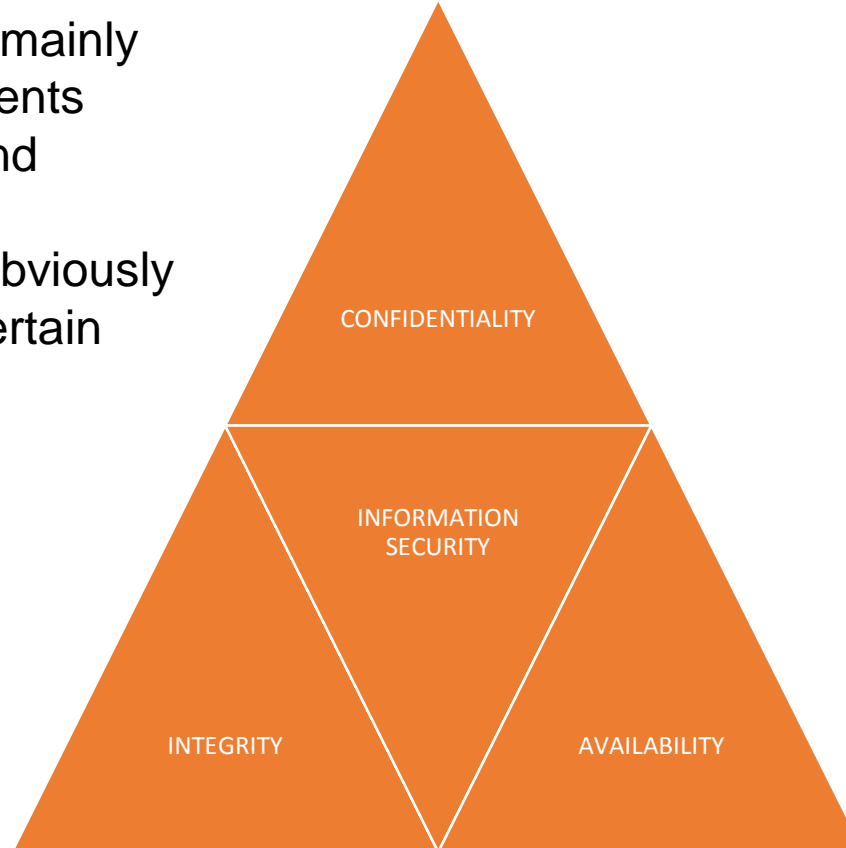 mainly
ents
nd
bviously
ertain
CONFIDENTIALITY
INFORMATION
SECURITY
INTEGRITY
AVAILABILITY